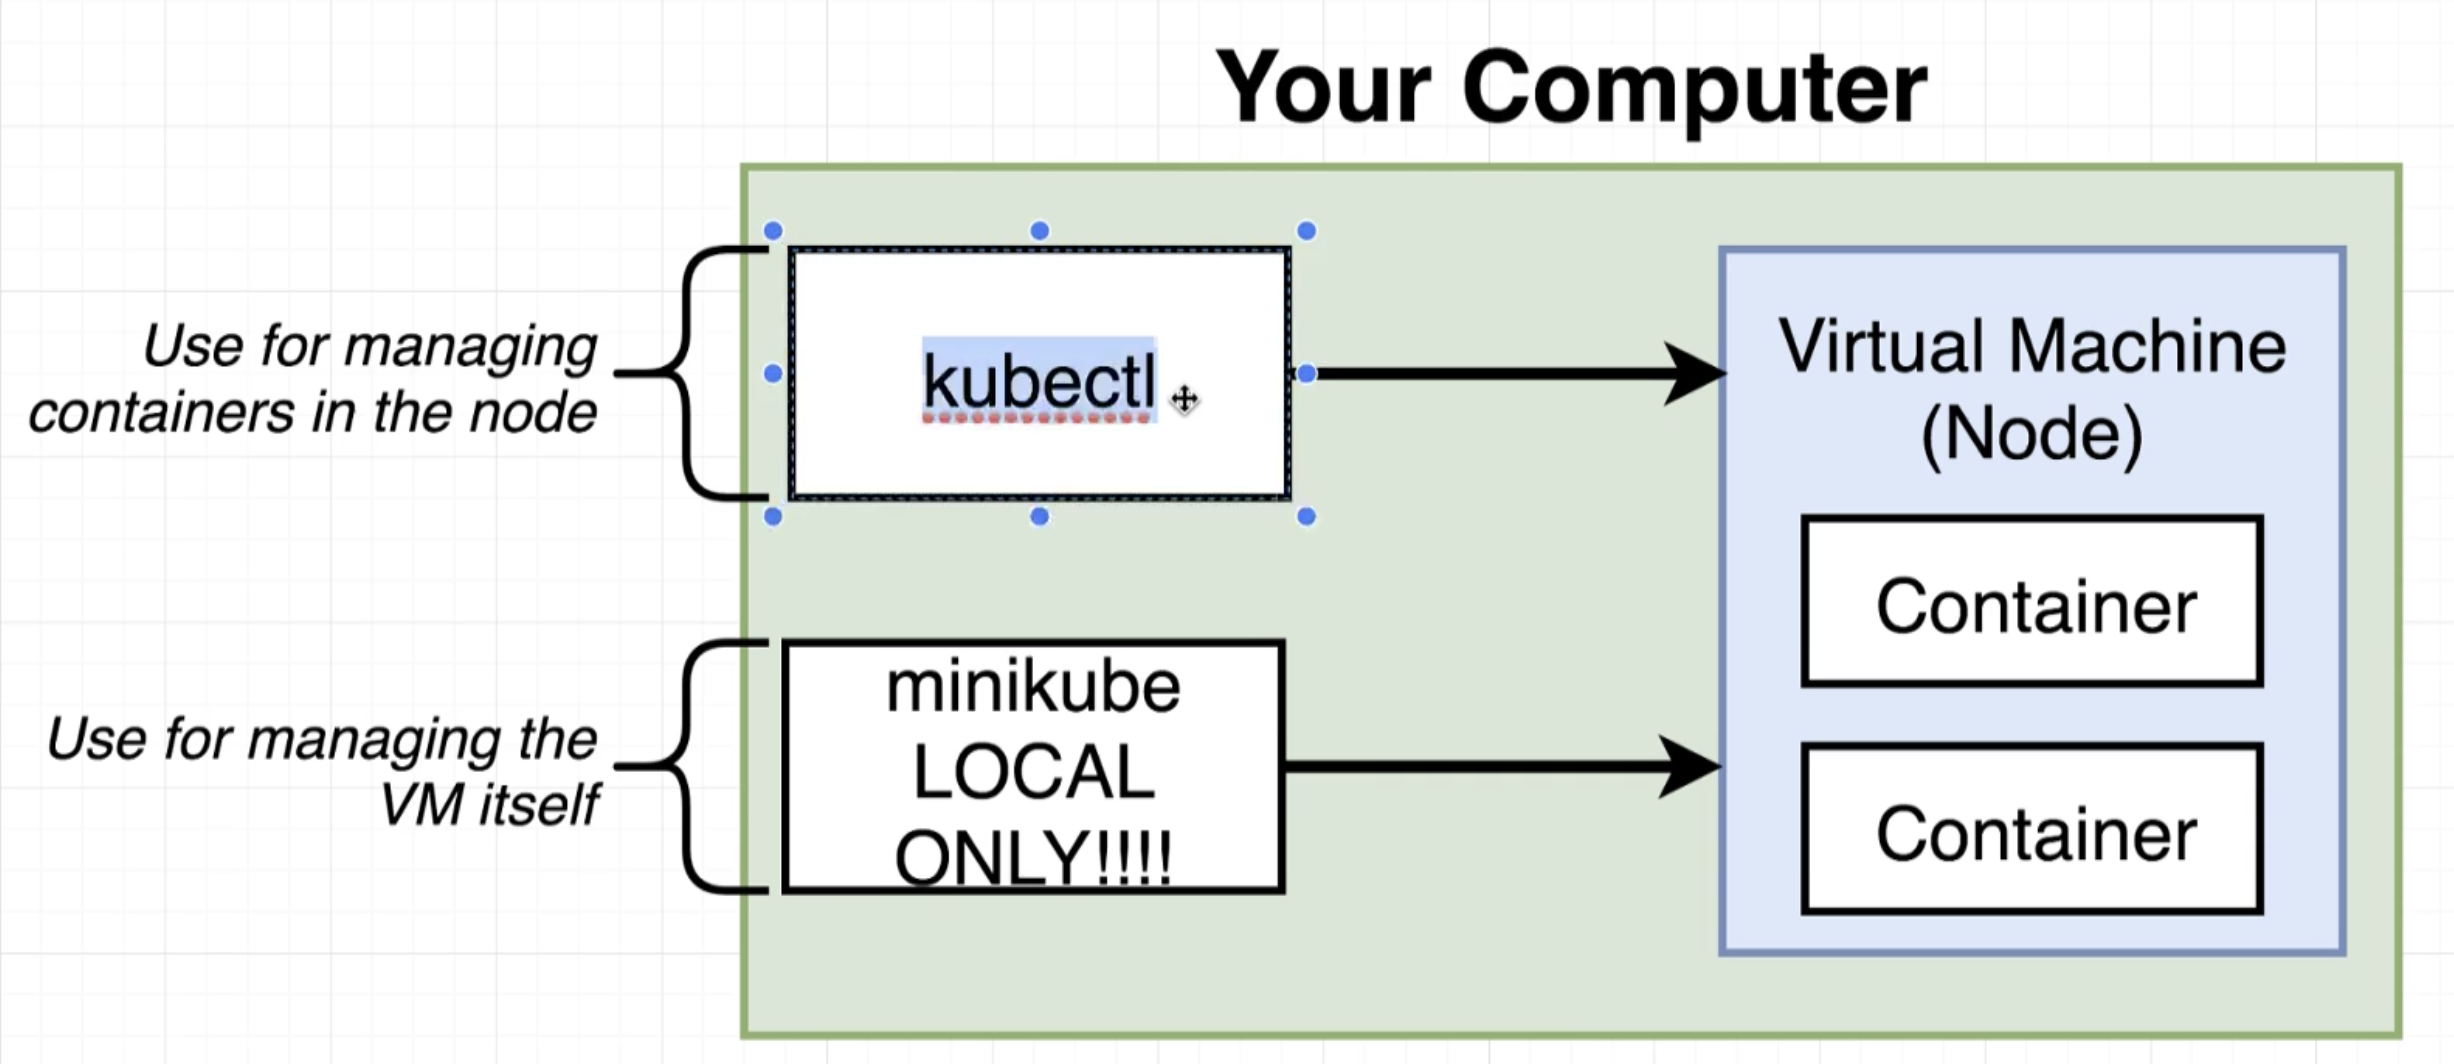 Your Computer
Use for managing
containers in the node
kubectl
Virtual Machine
(Node)
Container
Use for managing the
VM itself
minikube
LOCAL
ONLY!!!!
Container